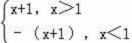 x+1, x＞1
－（x+1）, x＜1